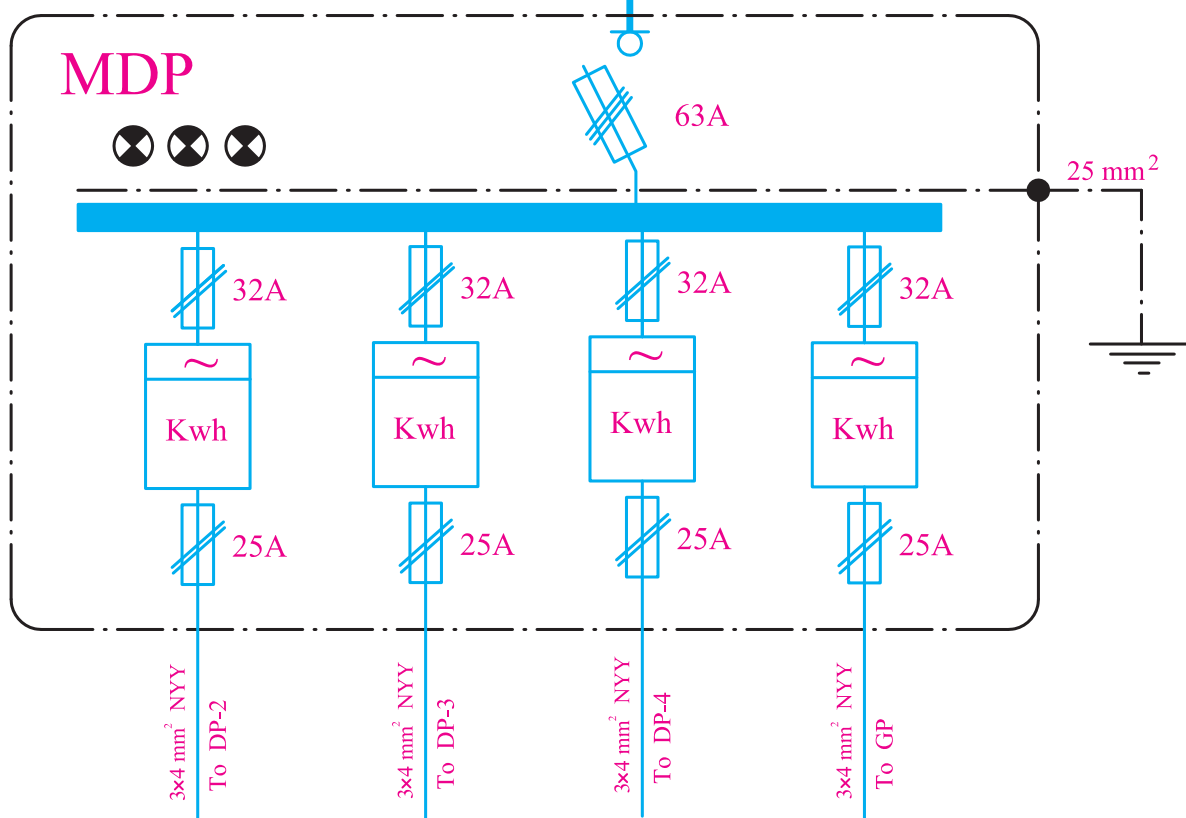 MDP
63A
25 mm²
32A
32A
32A
32A
~
~
~
~
Kwh
Kwh
Kwh
Kwh
25A
25A
25A
25A
3×4 mm² NYY
To DP-2
3×4 mm² NYY
To DP-3
3×4 mm² NYY
To DP-4
3×4 mm² NYY
To GP